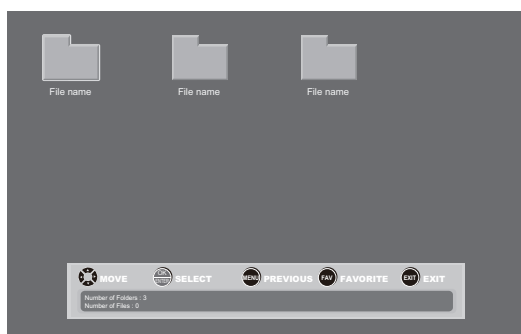 File name File name File name
MOVE OK ENTER SELECT MENU PREVIOUS FAV FAVORITE EXIT EXIT
Number of Folders : 3
Number of Files : 0